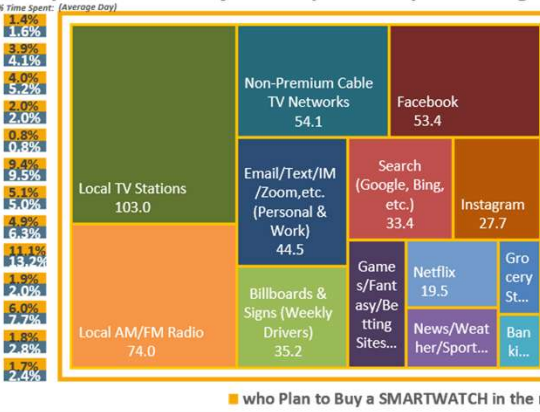 % Time Spent: (Average Day)
1.4%
1.6%
3.9%
4.1%
4.0%
5.2%
2.0%
2.0%
0.8%
0.8%
9.4%
9.5%
5.1%
5.0%
4.9%
6.3%
11.1%
13.2%
1.9%
2.0%
6.0%
7.7%
1.8%
2.8%
1.7%
2.4%
Local TV Stations
103.0
Local AM/FM Radio
74.0
Non-Premium Cable
TV Networks
54.1
Facebook
53.4
Email/Text/IM
/Zoom,etc.
(Personal &
Work)
44.5
Search
(Google, Bing,
etc.)
33.4
Instagram
27.7
Billboards &
Signs (Weekly
Drivers)
35.2
Game
s/Fant
asy/Be
tting
Sites...
Netflix
19.5
Gro
cery
St...
News/Weat
her/Sport...
Ban
ki...
who Plan to Buy a SMARTWATCH in the